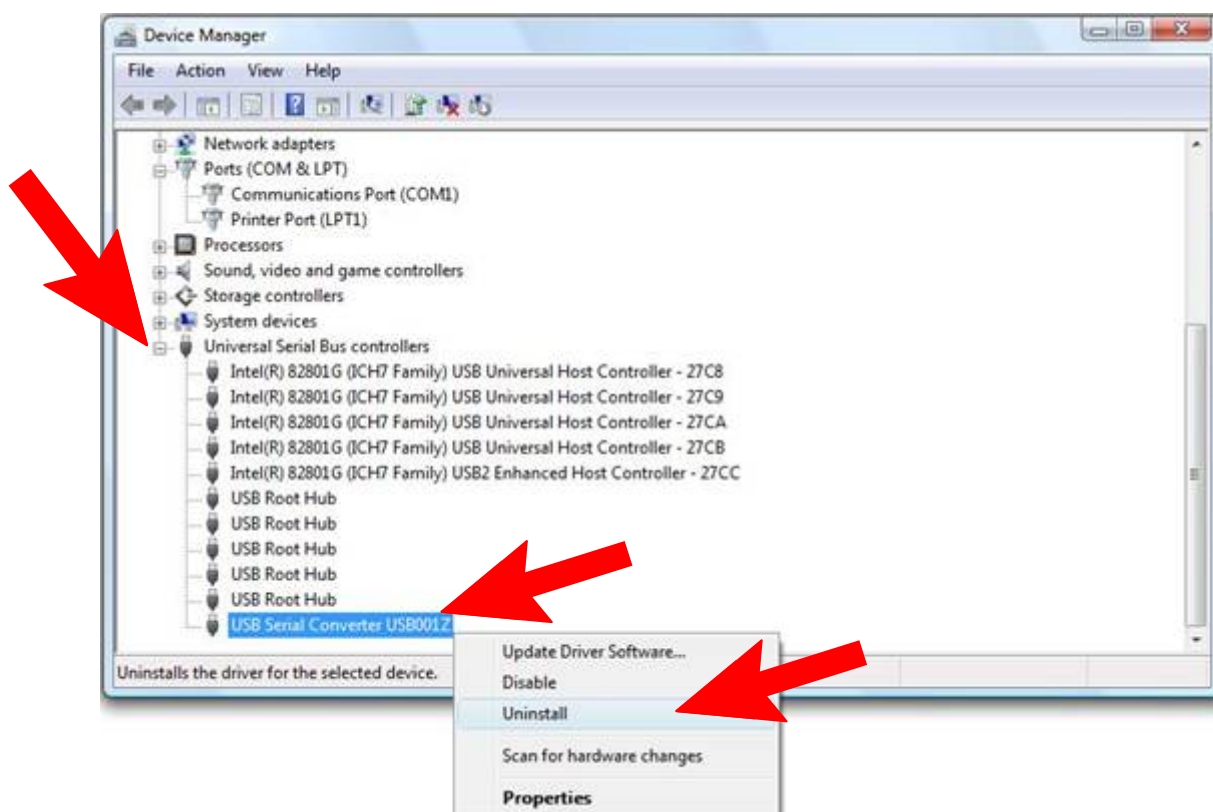 Device Manager
File Action View Help
Network adapters
Ports (COM & LPT)
Communications Port (COM1)
Printer Port (LPT1)
Processors
Sound, video and game controllers
Storage controllers
System devices
Universal Serial Bus controllers
Intel(R) 82801G (ICH7 Family) USB Universal Host Controller - 27C8
Intel(R) 82801G (ICH7 Family) USB Universal Host Controller - 27C9
Intel(R) 82801G (ICH7 Family) USB Universal Host Controller - 27CA
Intel(R) 82801G (ICH7 Family) USB Universal Host Controller - 27CB
Intel(R) 82801G (ICH7 Family) USB2 Enhanced Host Controller - 27CC
USB Root Hub
USB Root Hub
USB Root Hub
USB Root Hub
USB Root Hub
USB Serial Converter USB001Z
Update Driver Software...
Uninstalls the driver for the selected device.
Disable
Uninstall
Scan for hardware changes
Properties